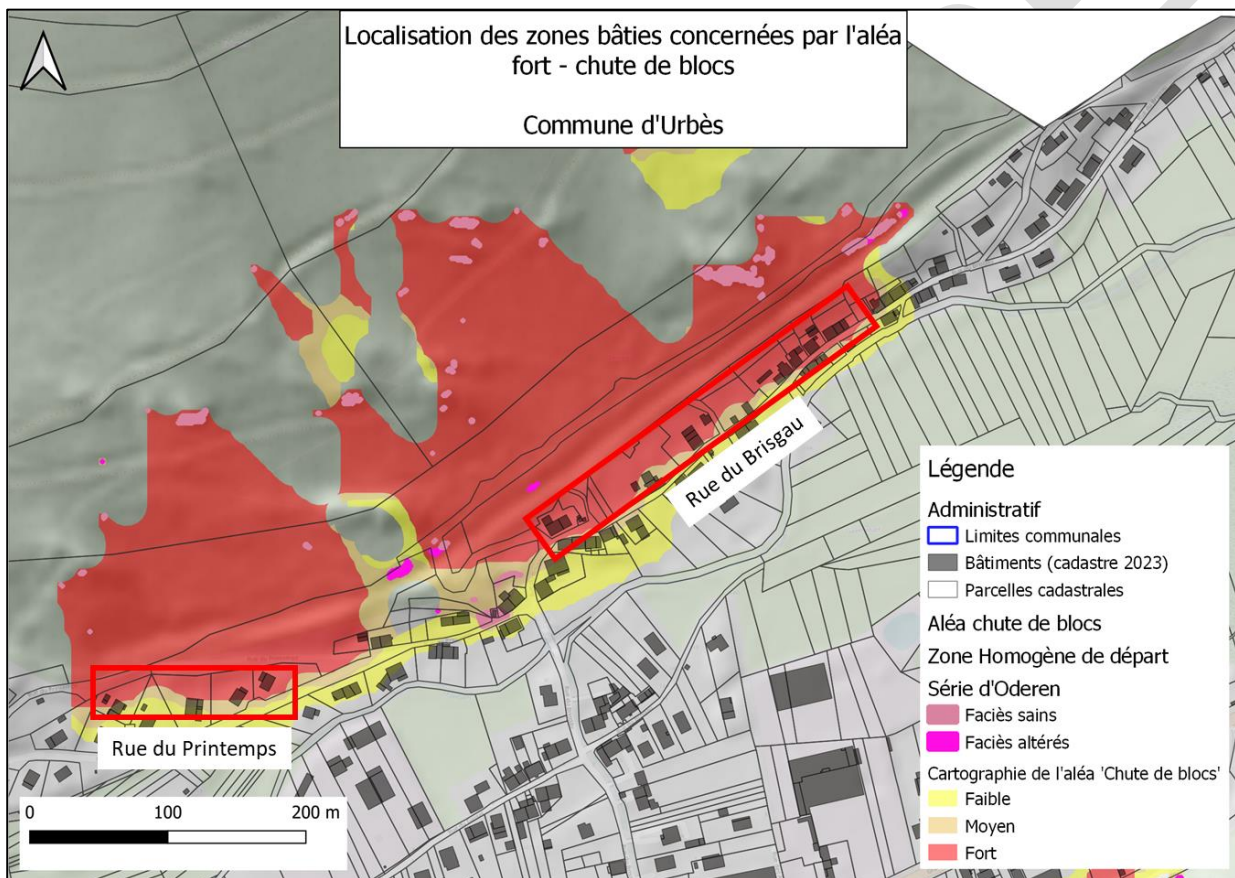 Localisation des zones bâties concernées par l'aléa
fort - chute de blocs
Commune d'Urbès
Rue du Brisgau
Rue du Printemps
0 100 200 m
Légende
Administratif
Limites communales
Bâtiments (cadastre 2023)
Parcelles cadastrales
Aléa chute de blocs
Zone Homogène de départ
Série d'Oderen
Faciès sains
Faciès altérés
Cartographie de l'aléa 'Chute de blocs'
Faible
Moyen
Fort